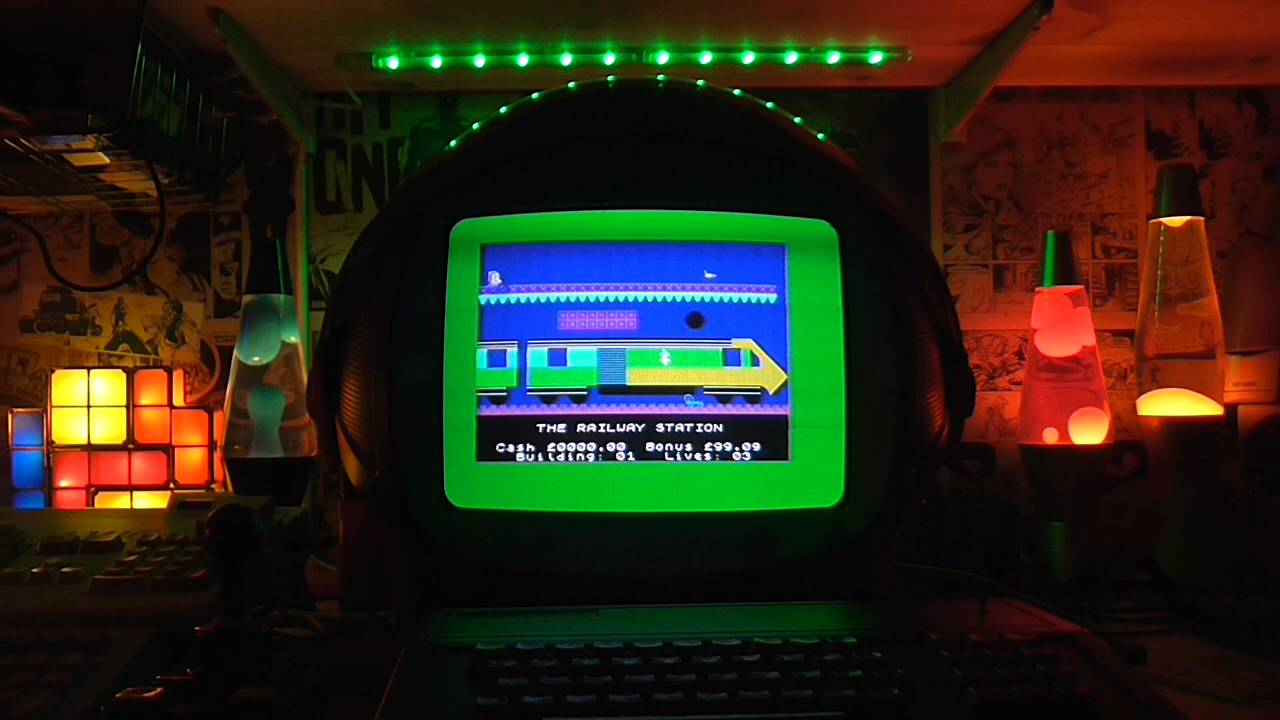 THE RAILWAY STATION
Cash £0000.00 Bonus £99.09
Building: 01 Lives: 03